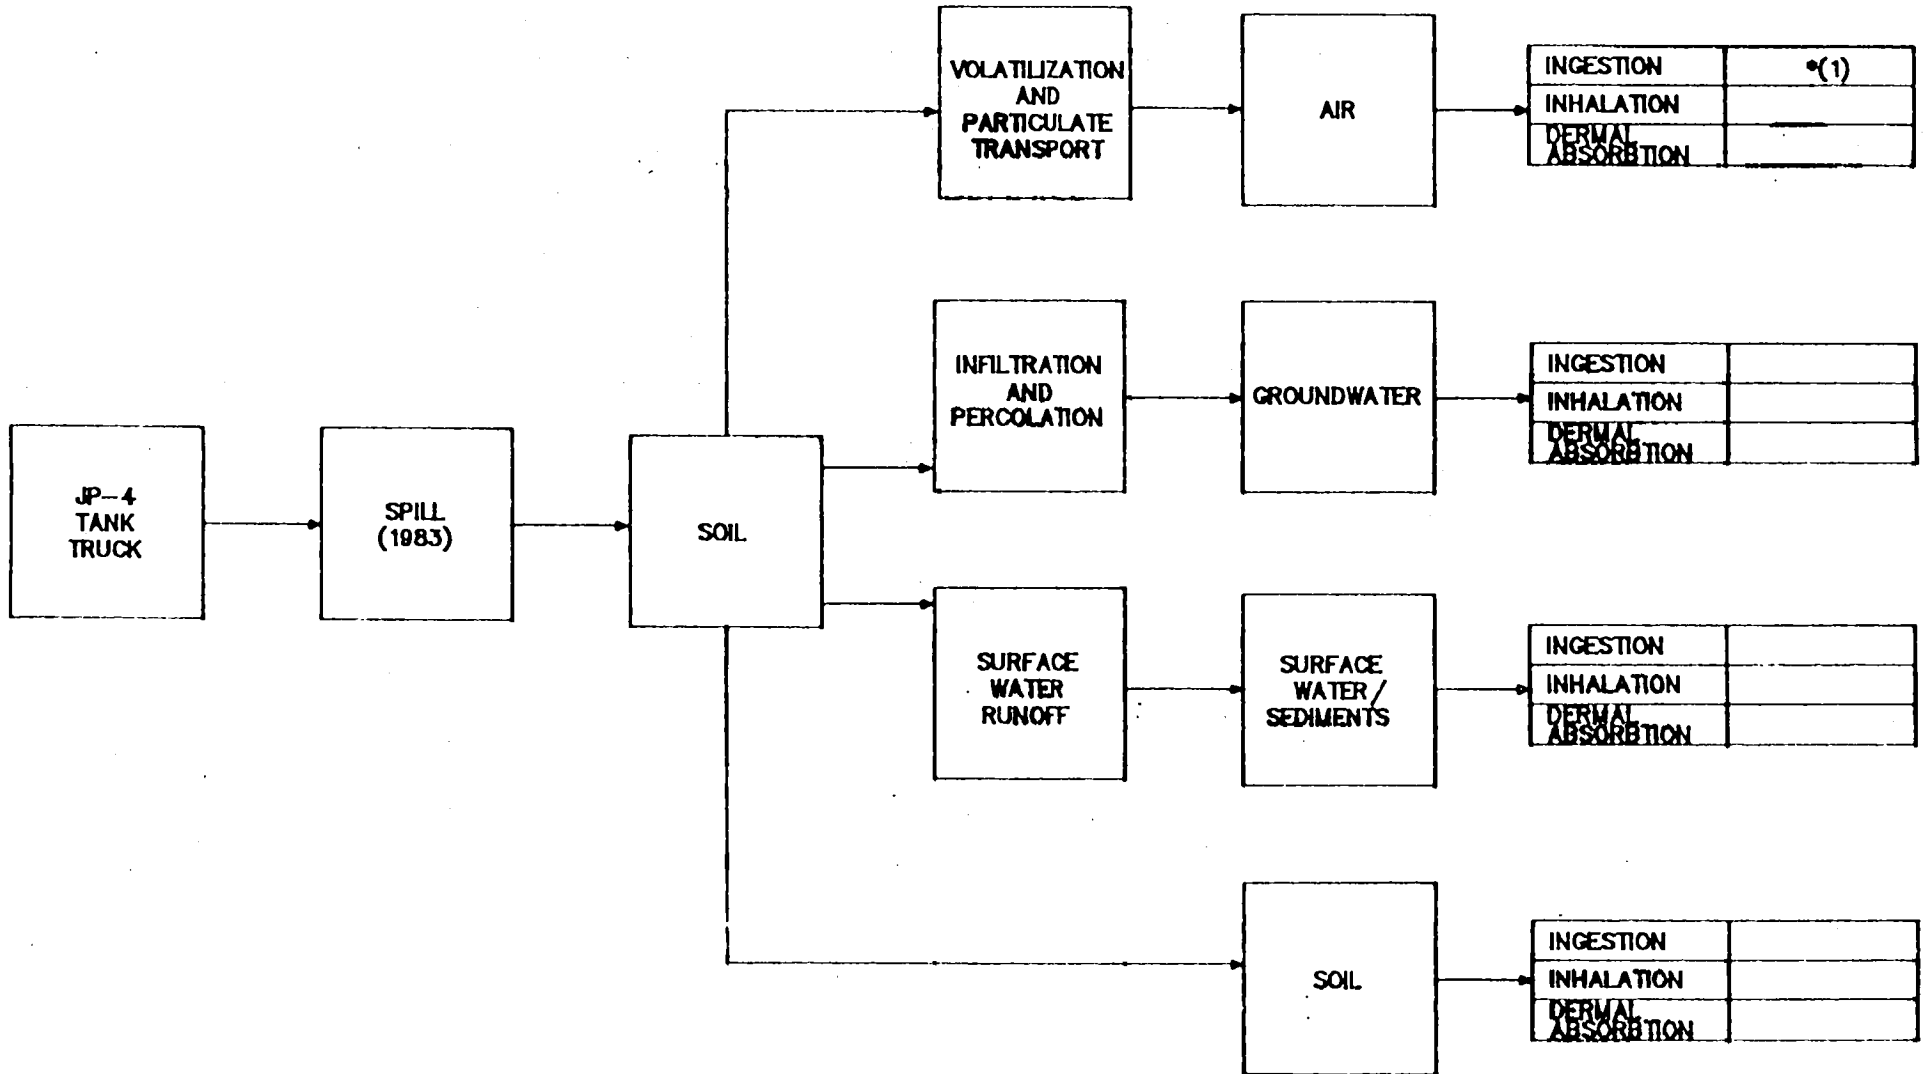 VOLATILIZATION
AND
PARTICULATE
TRANSPORT
AIR
INGESTION *(1)
INHALATION
DERMAL
ABSORBTION
INFILTRATION
AND
PERCOLATION
GROUNDWATER
INGESTION
INHALATION
DERMAL
ABSORBTION
JP-4
TANK
TRUCK
SPILL
(1983)
SOIL
SURFACE
WATER
RUNOFF
SURFACE
WATER/
SEDIMENTS
INGESTION
INHALATION
DERMAL
ABSORBTION
SOIL
INGESTION
INHALATION
DERMAL
ABSORBTION